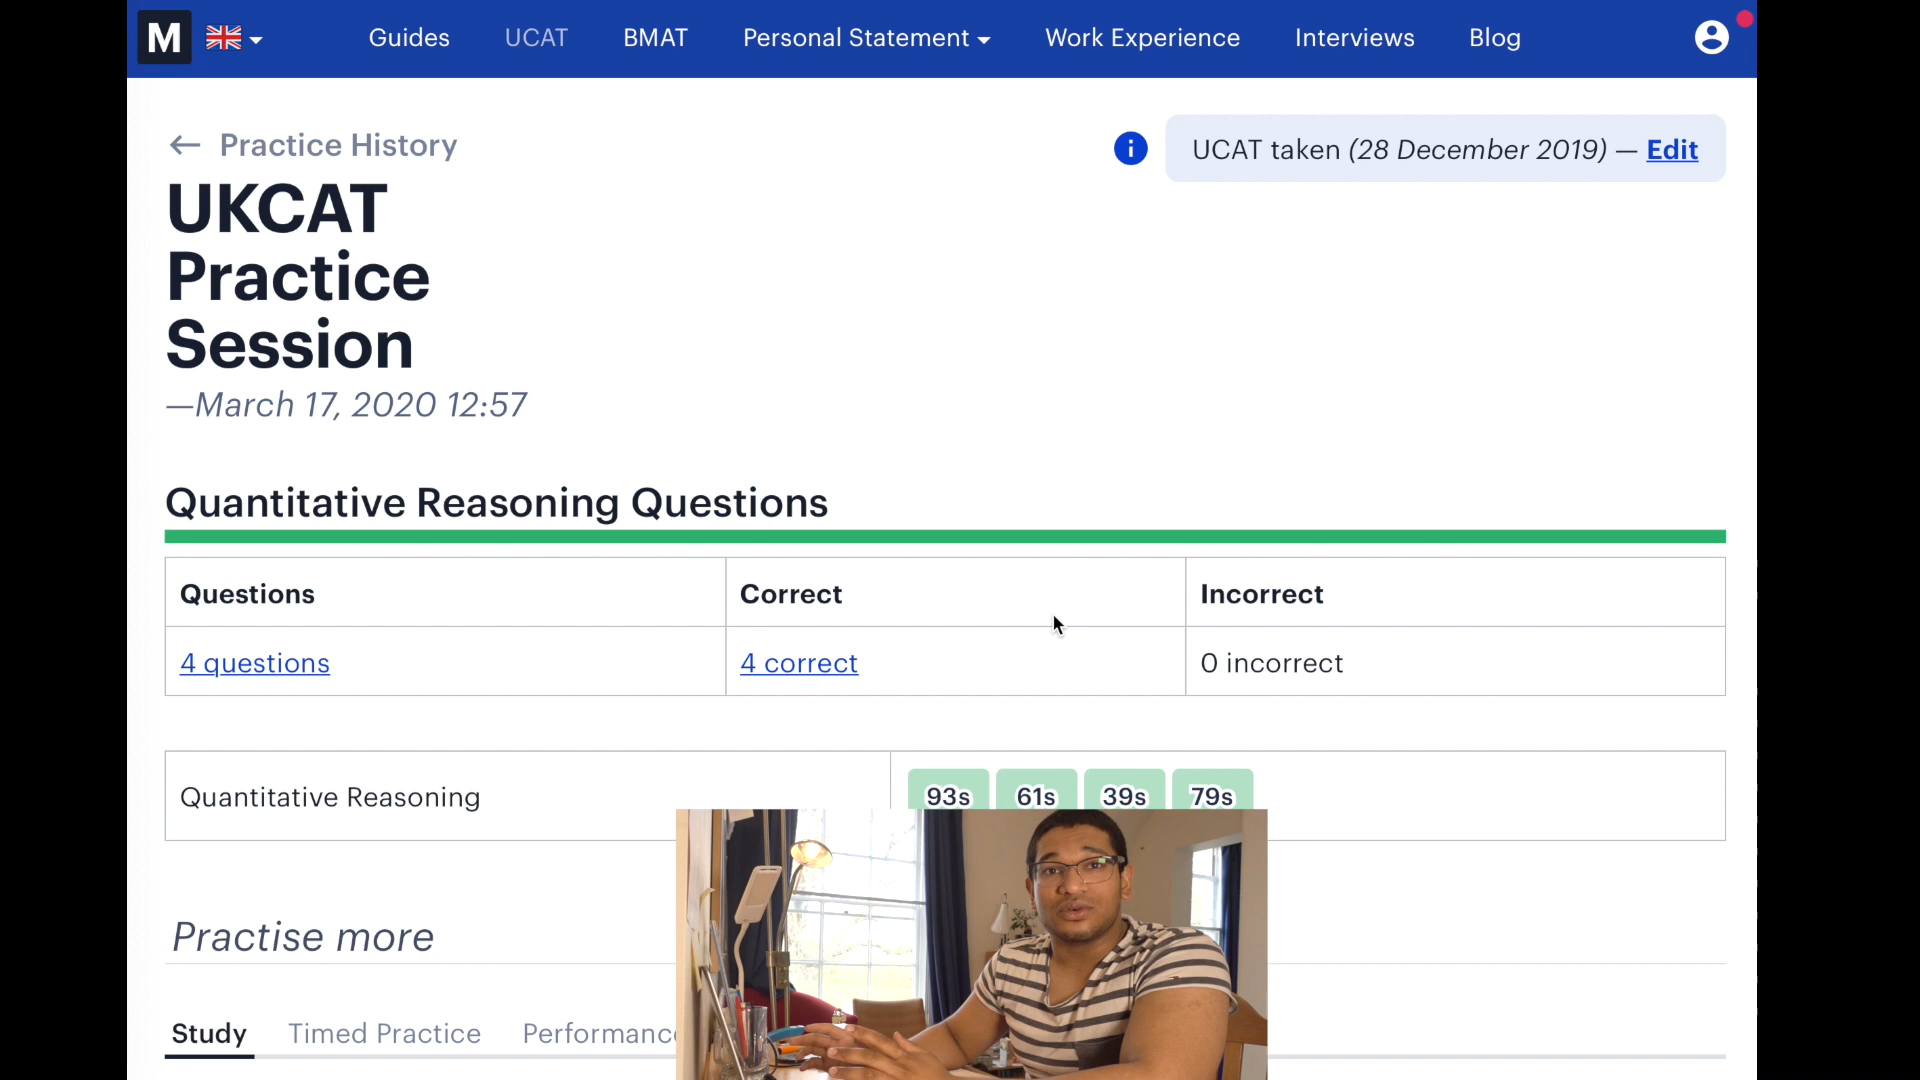 M Guides UCAT BMAT Personal Statement Work Experience Interviews Blog
← Practice History
i UCAT taken (28 December 2019) — Edit
UKCAT
Practice
Session
—March 17, 2020 12:57
Quantitative Reasoning Questions
Questions Correct Incorrect
4 questions 4 correct 0 incorrect
Quantitative Reasoning 93s 61s 39s 79s
Practise more
Study Timed Practice Performanc